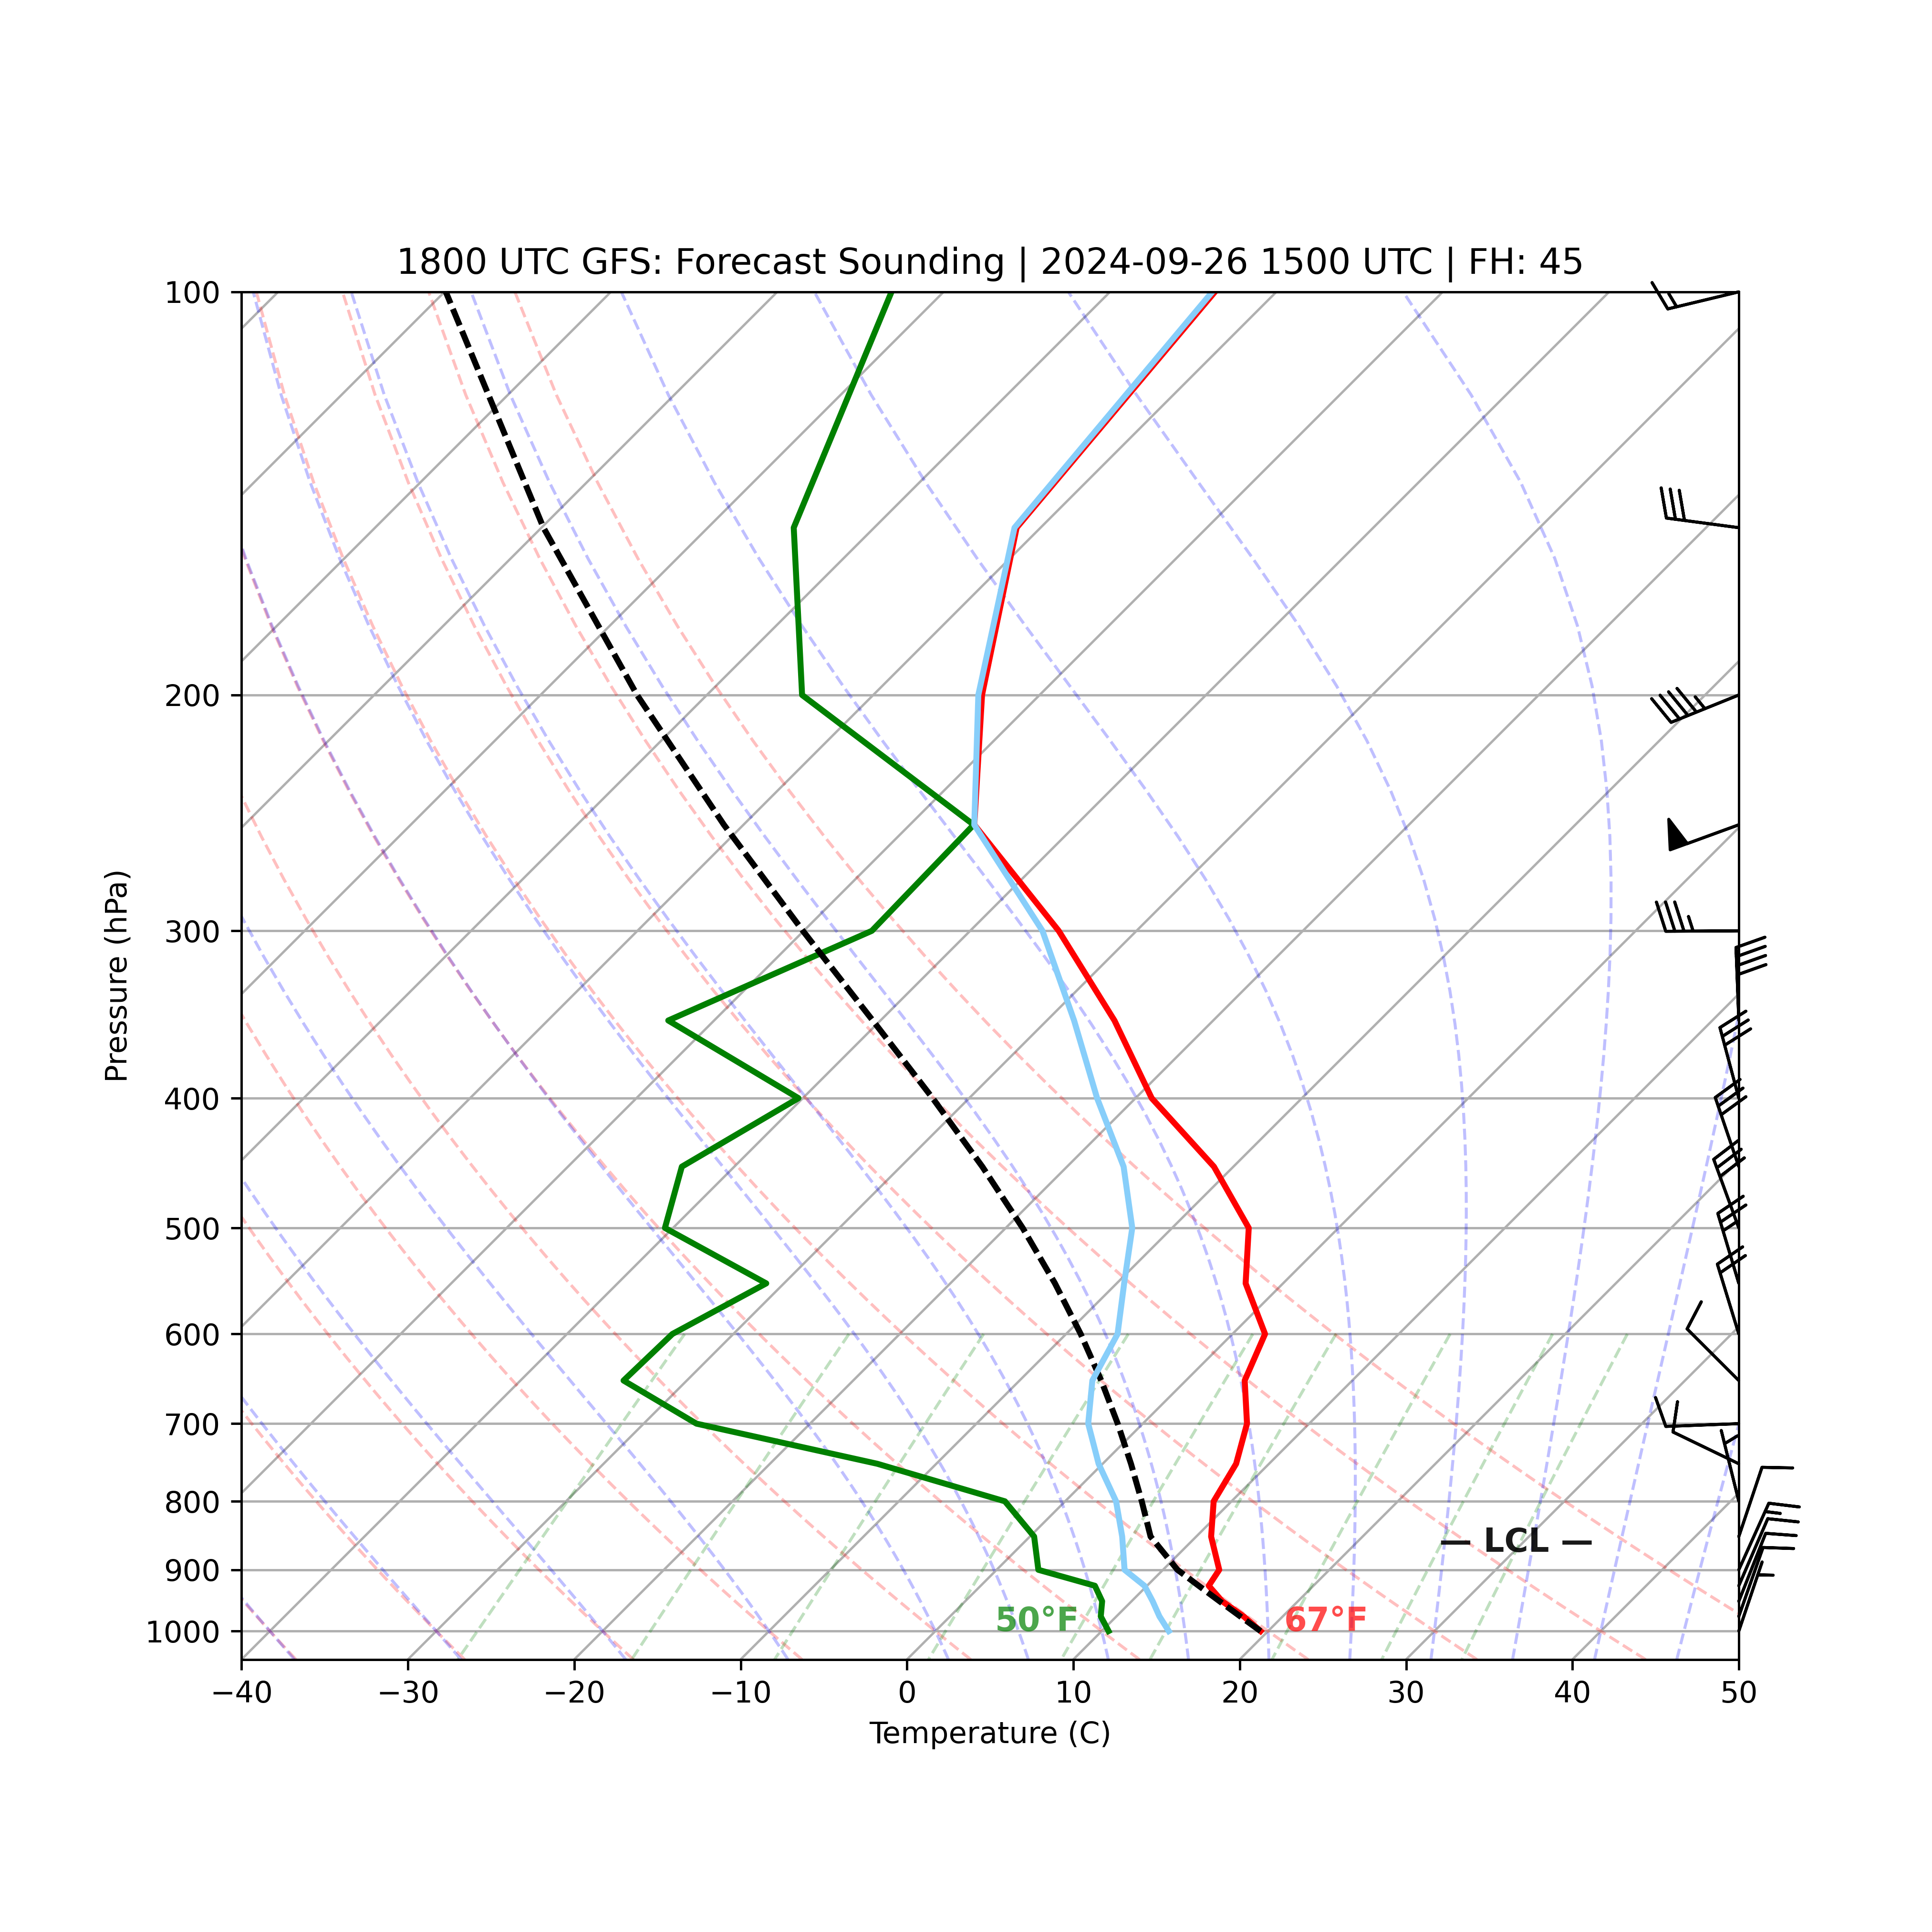 1800 UTC GFS: Forecast Sounding | 2024-09-26 1500 UTC | FH: 45
100
200
300
400
500
600
700
800
900
1000
Pressure (hPa)
— LCL —
50°F
67°F
−40 −30 −20 −10 0 10 20 30 40 50
Temperature (C)